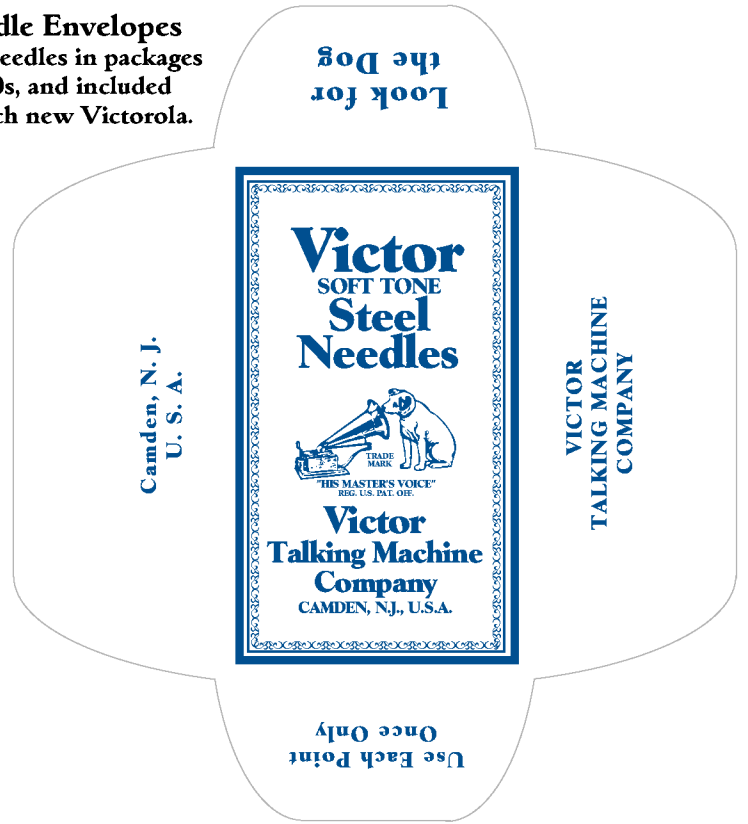 dle Envelopes
eedles in packages
0s, and included
th new Victorola.
Look for
the Dog
Victor
SOFT TONE
Steel
Needles
TRADE
MARK
"HIS MASTER'S VOICE"
REG. U.S. PAT. OFF.
Victor
Talking Machine
Company
CAMDEN, N.J., U.S.A.
Camden, N. J.
U. S. A.
VICTOR
TALKING MACHINE
COMPANY
Use Each Point
Once Only